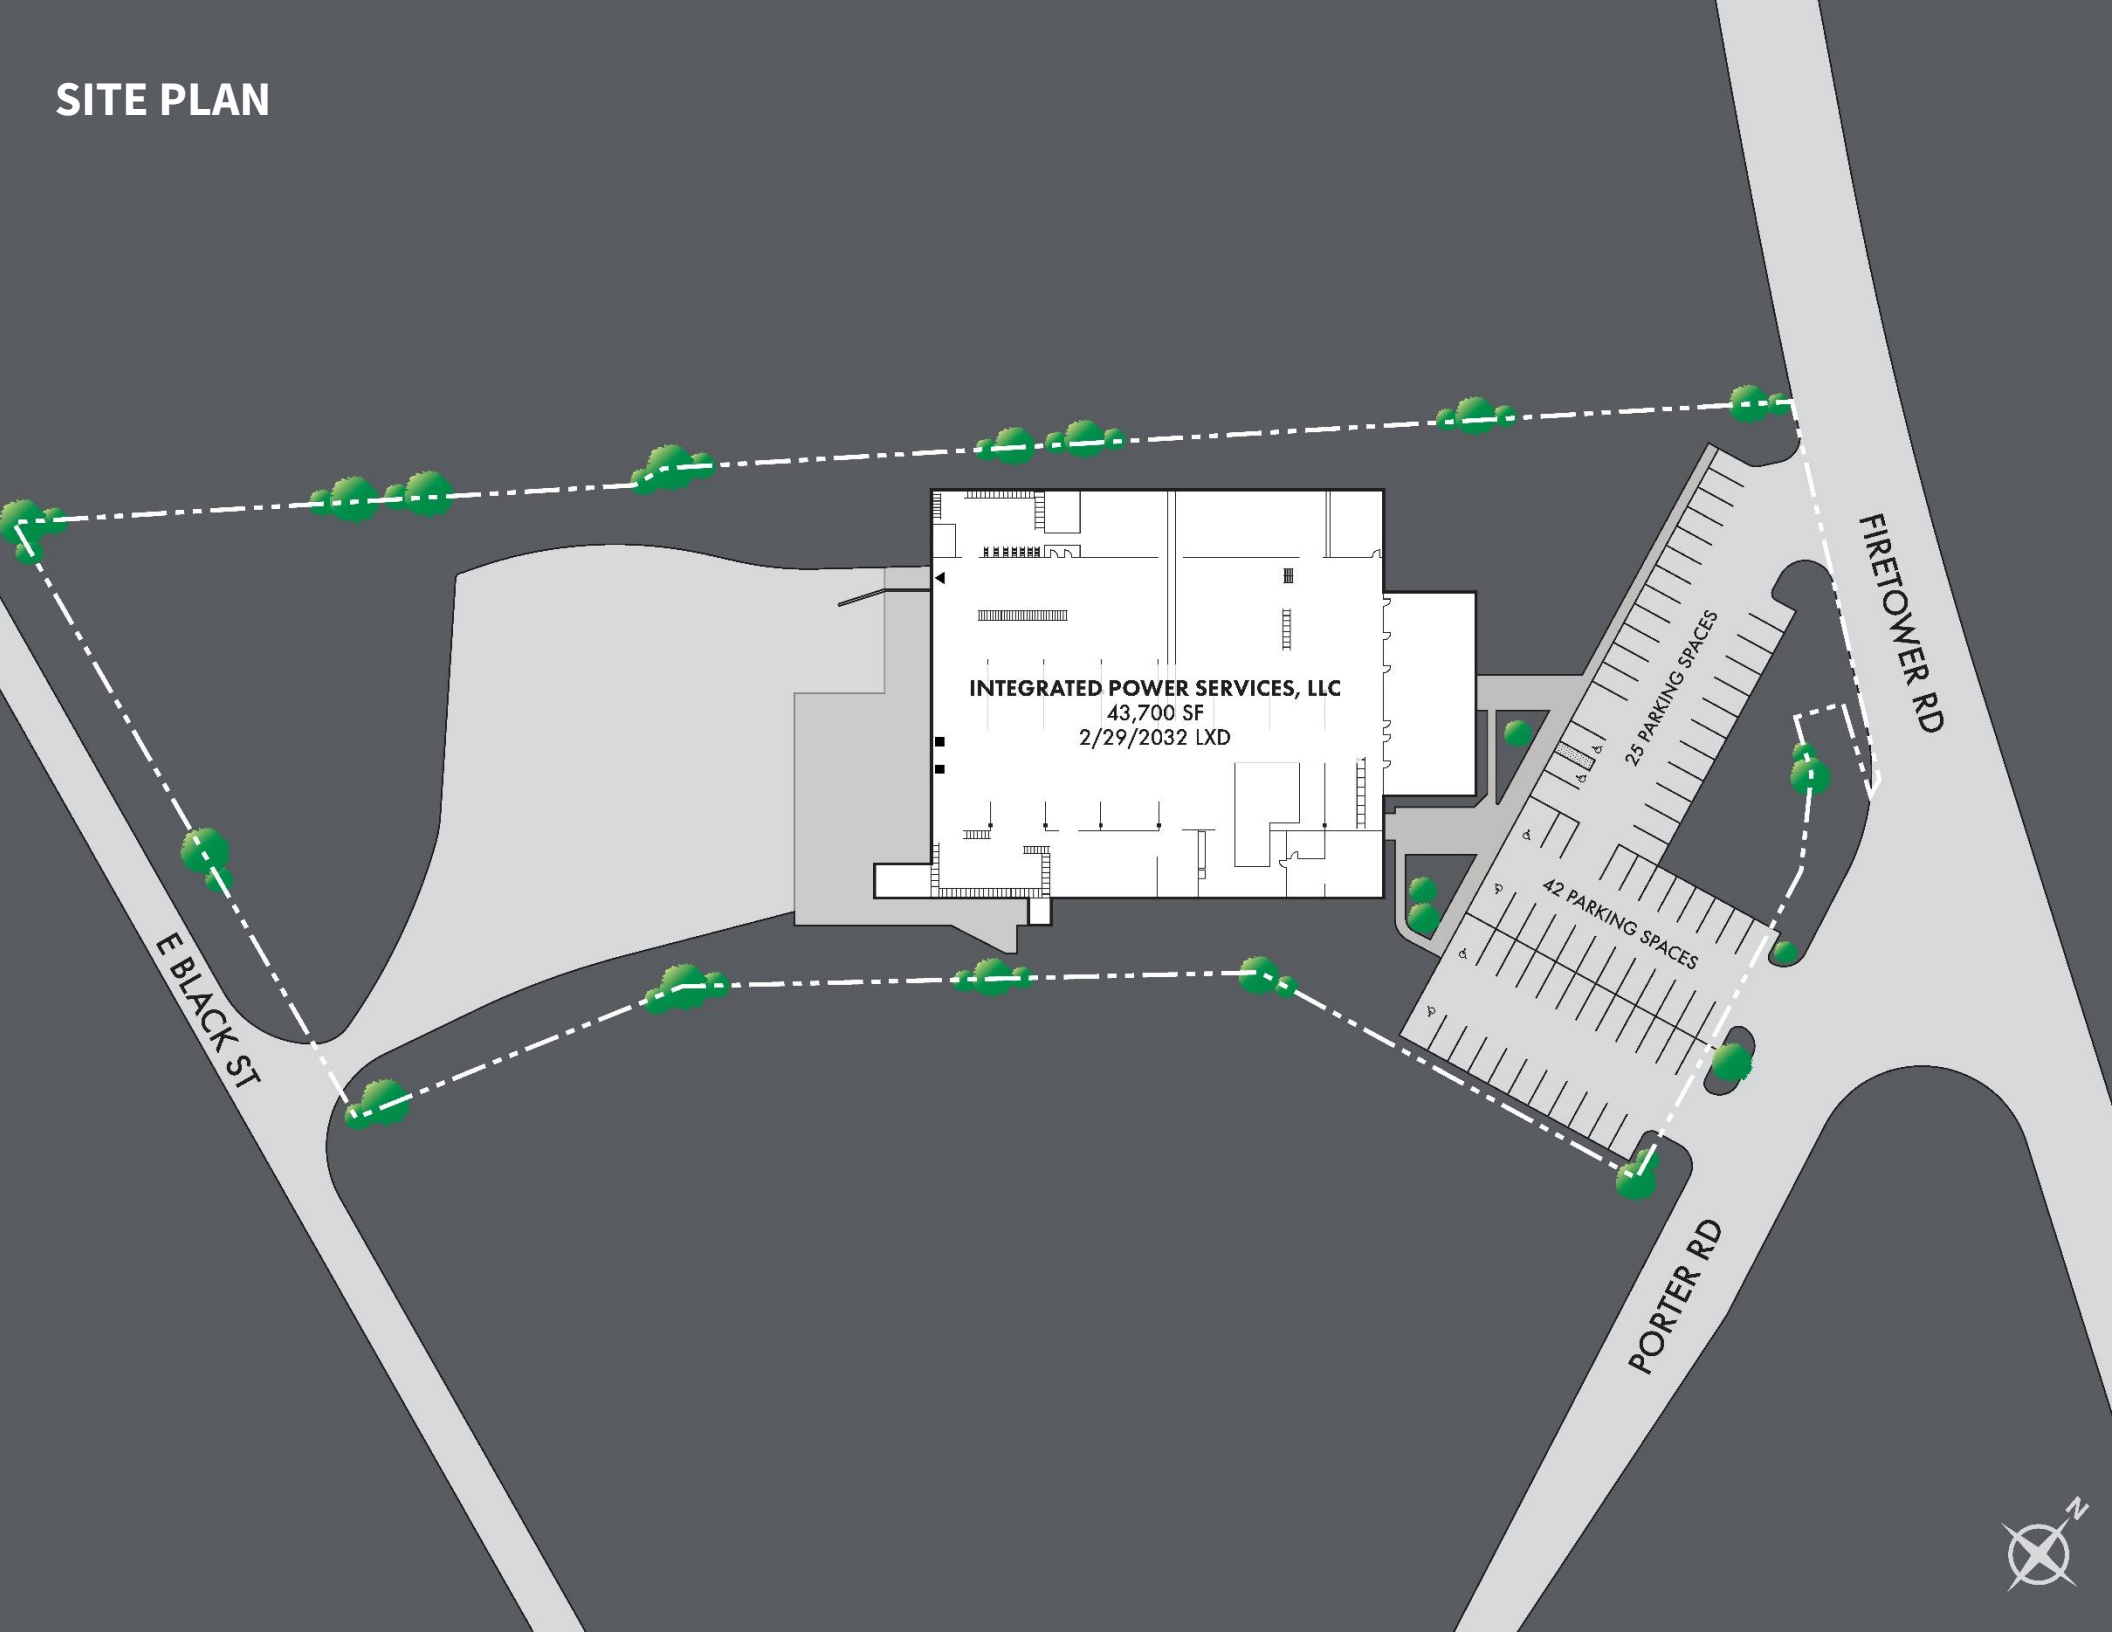 SITE PLAN
FIRETOWER RD
25 PARKING SPACES
INTEGRATED POWER SERVICES, LLC
43,700 SF
2/29/2032 LXD
42 PARKING SPACES
E BLACK ST
PORTER RD
N